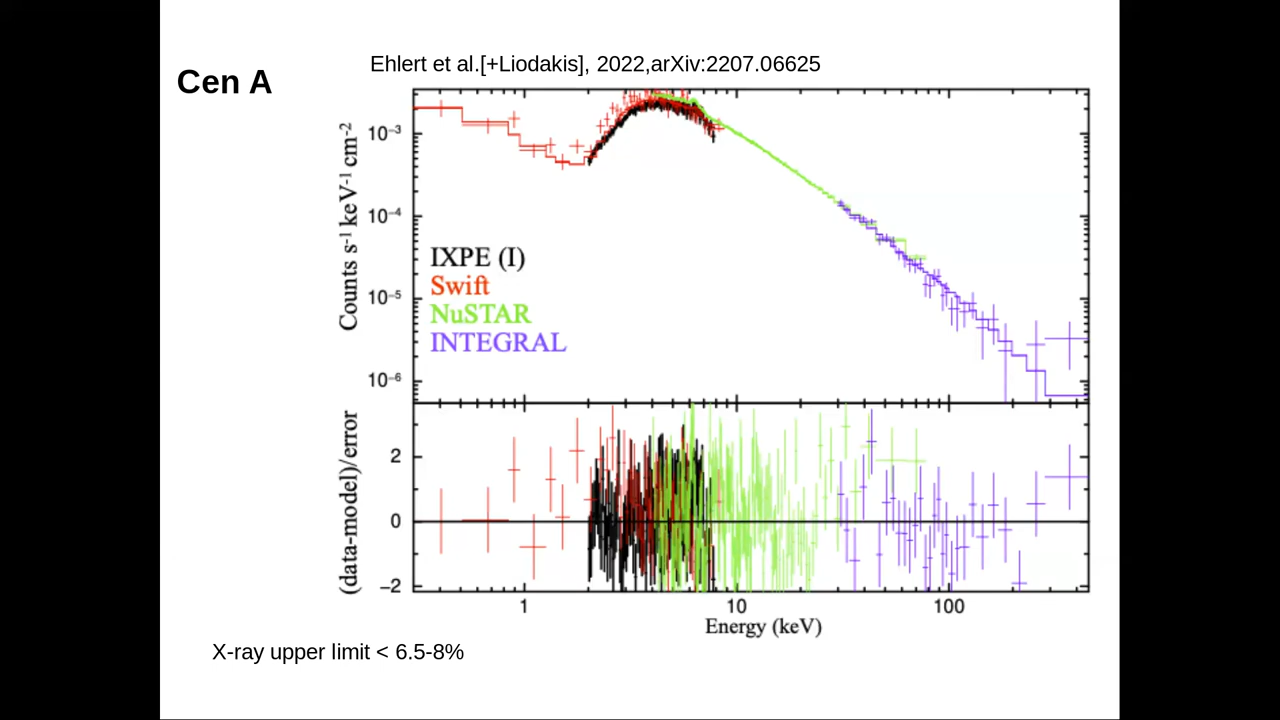 Ehlert et al.[+Liodakis], 2022,arXiv:2207.06625
Cen A
Counts s⁻¹ keV⁻¹ cm⁻²
10⁻³
10⁻⁴
10⁻⁵
10⁻⁶
IXPE (I)
Swift
NuSTAR
INTEGRAL
(data-model)/error
2
0
−2
1 10 100
Energy (keV)
X-ray upper limit < 6.5-8%